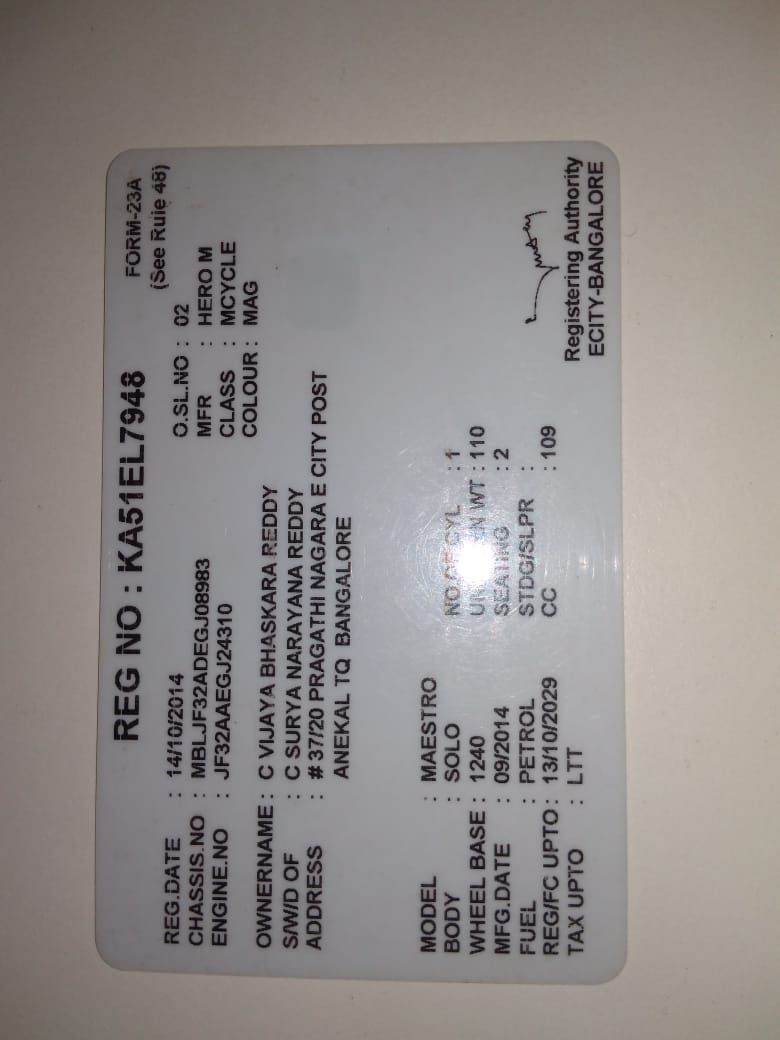 FORM-23A
(See Rule 48)
REG NO : KA51EL7948
REG.DATE : 14/10/2014 O.SL.NO : 02
CHASSIS.NO : MBLJF32ADEGJ08983 MFR : HERO M
ENGINE.NO : JF32AAEGJ24310 CLASS : MCYCLE
COLOUR : MAG
OWNERNAME : C VIJAYA BHASKARA REDDY
S/W/D OF : C SURYA NARAYANA REDDY
ADDRESS : # 37/20 PRAGATHI NAGARA E CITY POST
ANEKAL TQ BANGALORE
MODEL : MAESTRO
BODY : SOLO NO.OF CYL : 1
WHEEL BASE : 1240 WT : 110
MFG.DATE : 09/2014 SEATING : 2
FUEL : PETROL STDG/SLPR :
REG/FC UPTO : 13/10/2029 CC : 109
TAX UPTO : LTT
Registering Authority
ECITY-BANGALORE